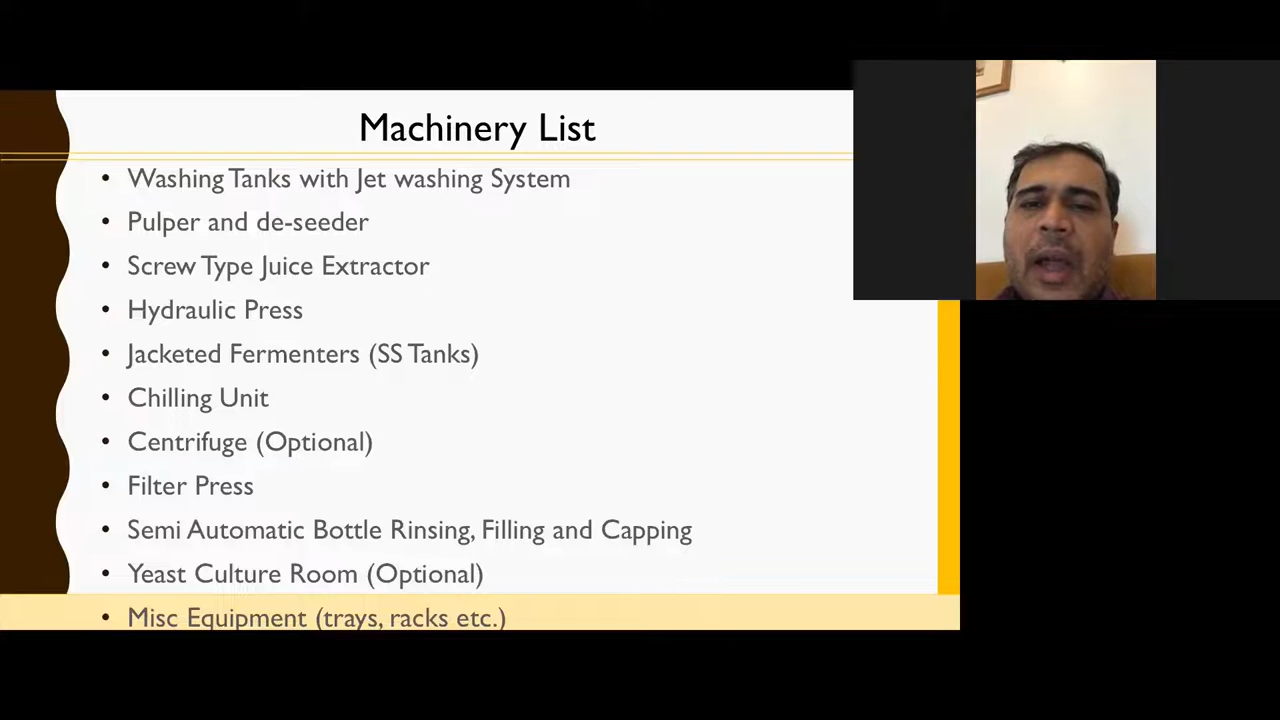 Machinery List
• Washing Tanks with Jet washing System
• Pulper and de-seeder
• Screw Type Juice Extractor
• Hydraulic Press
• Jacketed Fermenters (SS Tanks)
• Chilling Unit
• Centrifuge (Optional)
• Filter Press
• Semi Automatic Bottle Rinsing, Filling and Capping
• Yeast Culture Room (Optional)
• Misc Equipment (trays, racks etc.)